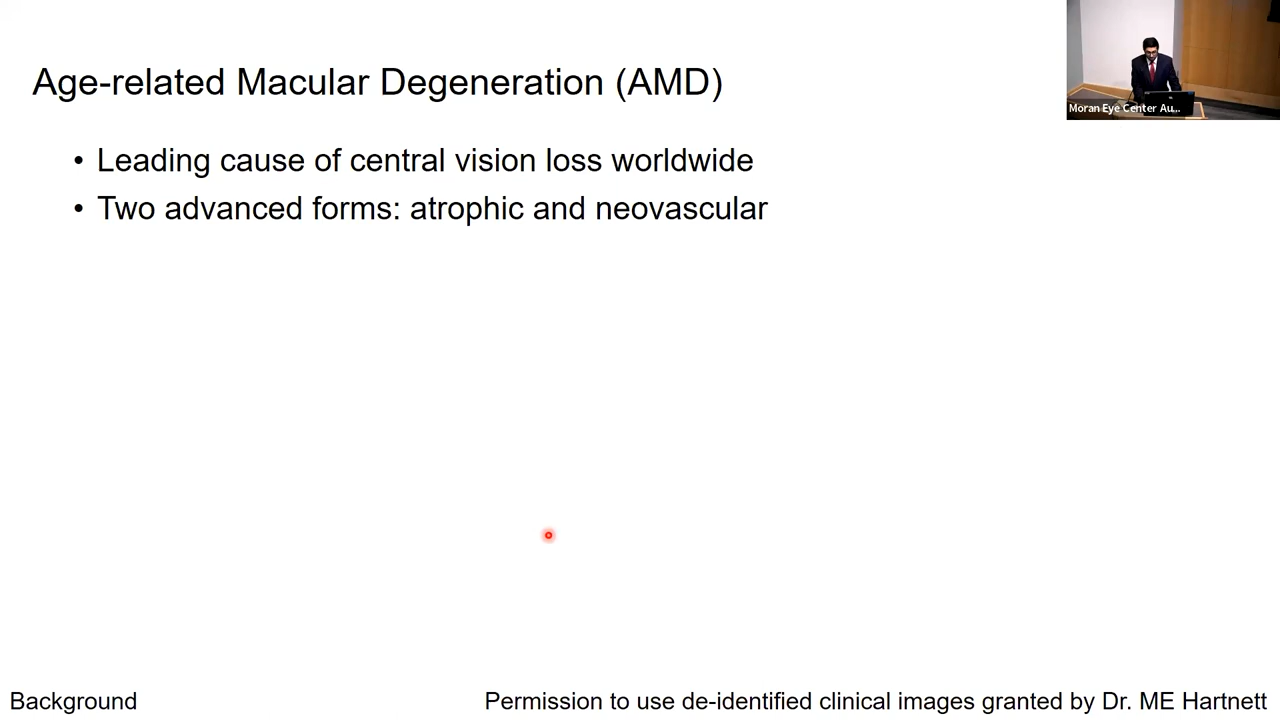 Age-related Macular Degeneration (AMD)
Moran Eye Center Au...
• Leading cause of central vision loss worldwide
• Two advanced forms: atrophic and neovascular
Background
Permission to use de-identified clinical images granted by Dr. ME Hartnett